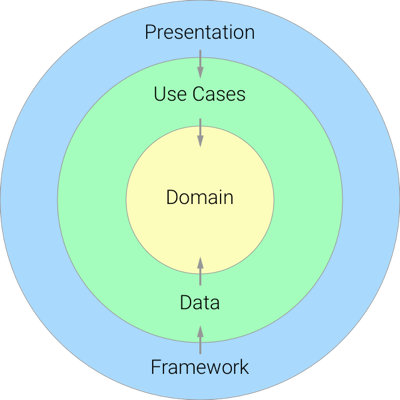 Presentation
Use Cases
Domain
Data
Framework